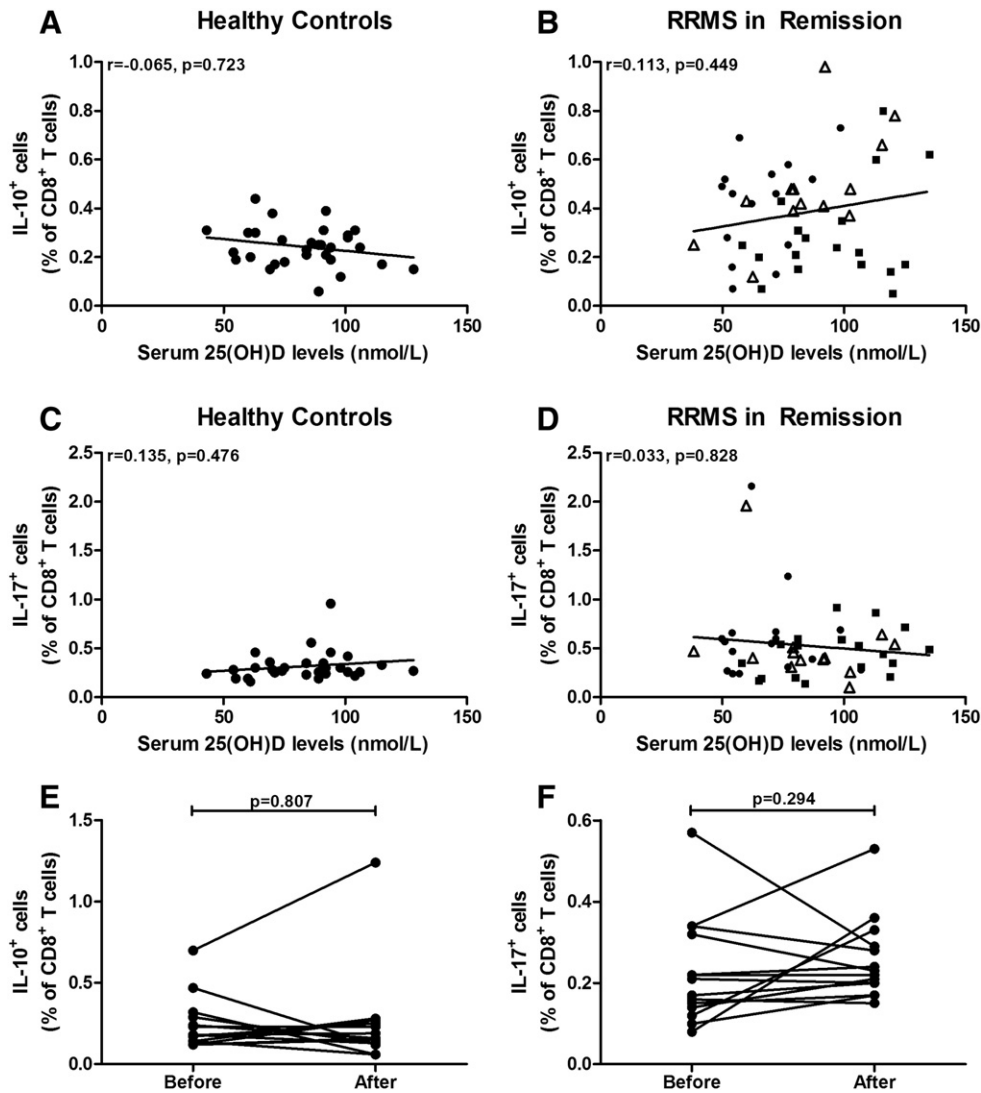 A Healthy Controls
r=-0.065, p=0.723
IL-10⁺ cells
(% of CD8⁺ T cells)
1.0
0.8
0.6
0.4
0.2
0.0
0 50 100 150
Serum 25(OH)D levels (nmol/L)
B RRMS in Remission
r=0.113, p=0.449
IL-10⁺ cells
(% of CD8⁺ T cells)
1.0
0.8
0.6
0.4
0.2
0.0
0 50 100 150
Serum 25(OH)D levels (nmol/L)
C Healthy Controls
r=0.135, p=0.476
IL-17⁺ cells
(% of CD8⁺ T cells)
2.5
2.0
1.5
1.0
0.5
0.0
0 50 100 150
Serum 25(OH)D levels (nmol/L)
D RRMS in Remission
r=0.033, p=0.828
IL-17⁺ cells
(% of CD8⁺ T cells)
2.5
2.0
1.5
1.0
0.5
0.0
0 50 100 150
Serum 25(OH)D levels (nmol/L)
E
p=0.807
IL-10⁺ cells
(% of CD8⁺ T cells)
1.5
1.0
0.5
0.0
Before After
F
p=0.294
IL-17⁺ cells
(% of CD8⁺ T cells)
0.6
0.4
0.2
0.0
Before After